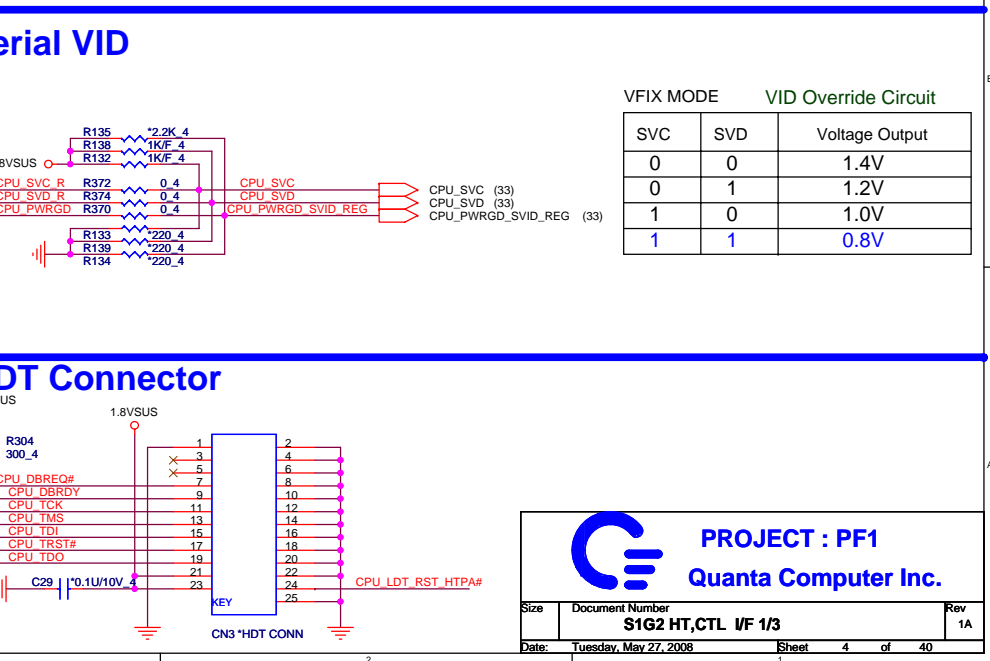 erial VID
VFIX MODE VID Override Circuit
SVC SVD Voltage Output
0 0 1.4V
0 1 1.2V
1 0 1.0V
1 1 0.8V
R135 *2.2K_4
R138 1K/F_4
R132 1K/F_4
8VSUS
CPU_SVC_R R372 0_4 CPU_SVC CPU_SVC (33)
CPU_SVD_R R374 0_4 CPU_SVD CPU_SVD (33)
CPU_PWRGD R370 0_4 CPU_PWRGD_SVID_REG CPU_PWRGD_SVID_REG (33)
R133 *220_4
R139 *220_4
R134 *220_4
DT Connector
US
1.8VSUS
R304
300_4
1 2
3 4
5 6
CPU_DBREQ# 7 8
CPU_DBRDY 9 10
CPU_TCK 11 12
CPU_TMS 13 14
CPU_TDI 15 16
CPU_TRST# 17 18
CPU_TDO 19 20
21 22
C29 *0.1U/10V_4 23 24 CPU_LDT_RST_HTPA#
25
KEY
CN3 *HDT CONN
PROJECT : PF1
Quanta Computer Inc.
Size Document Number Rev
S1G2 HT,CTL I/F 1/3 1A
Date: Tuesday, May 27, 2008 Sheet 4 of 40
2 1